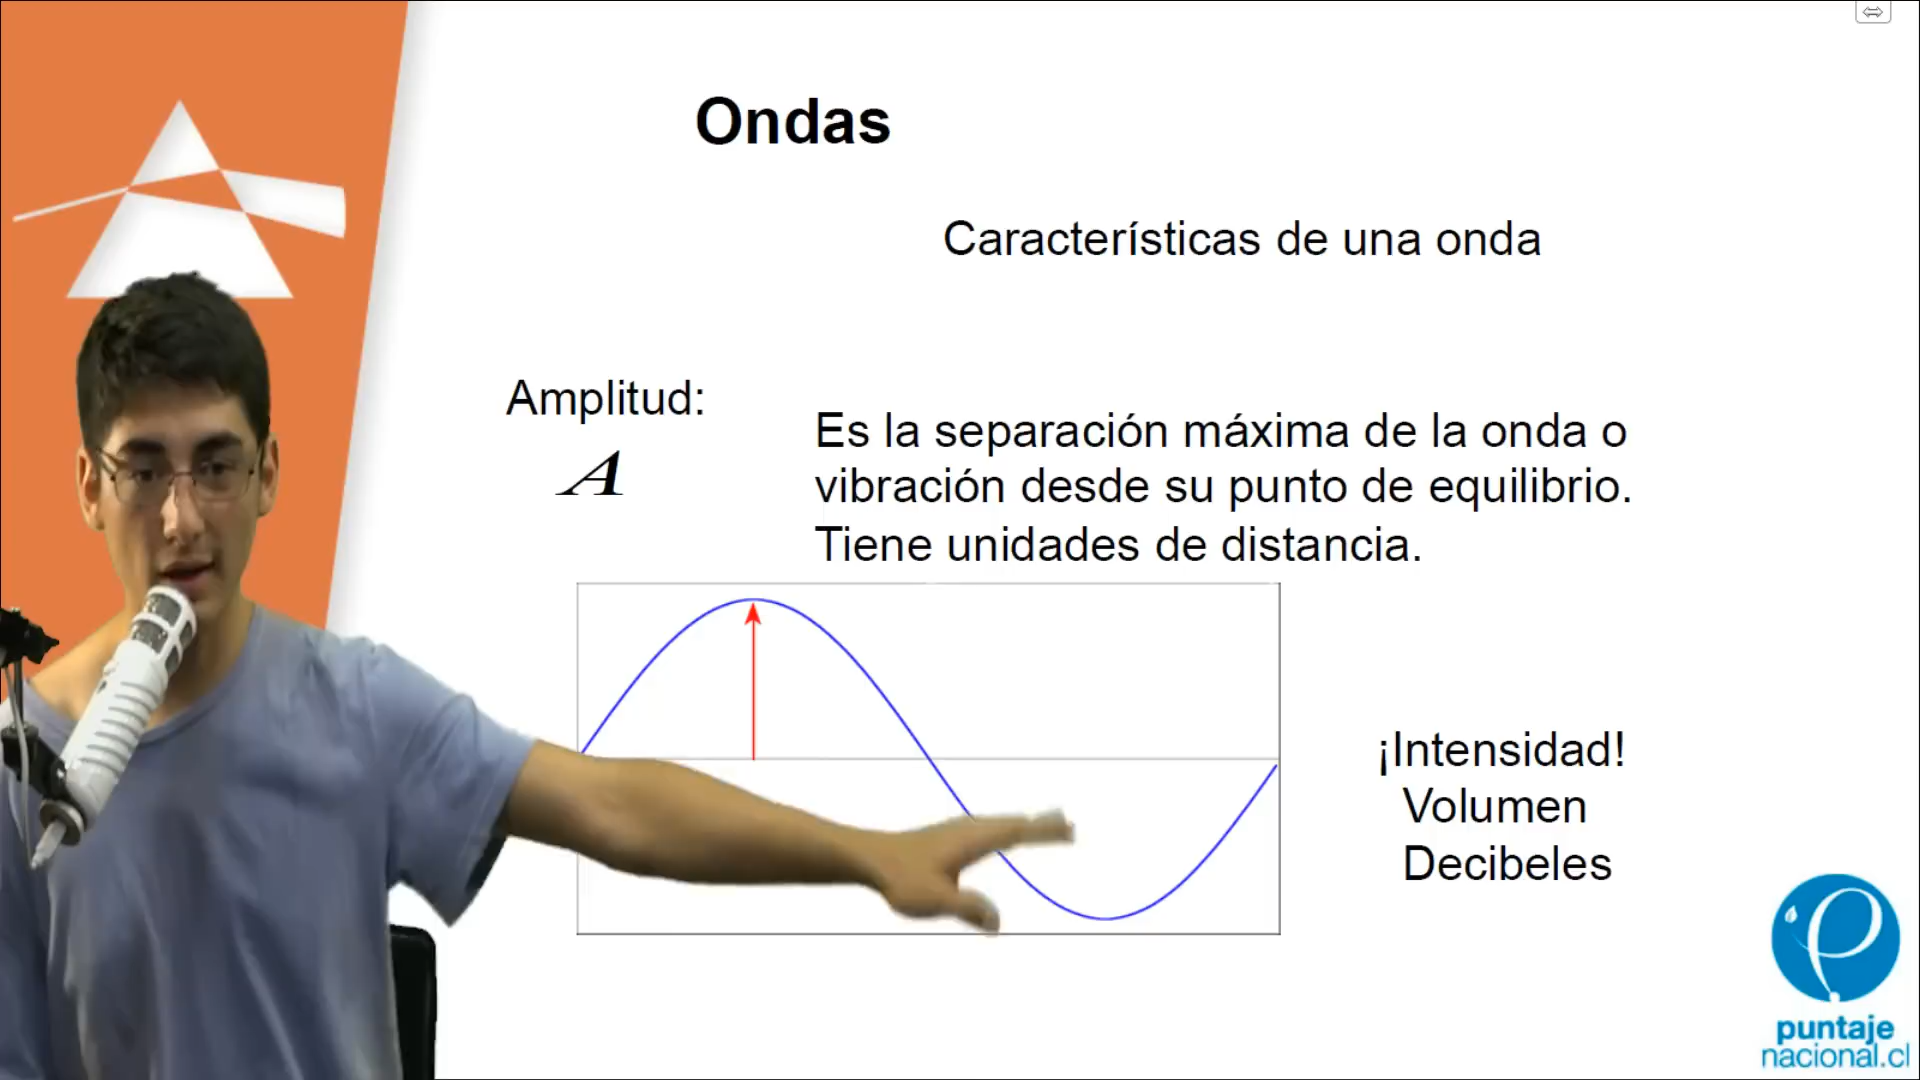 Ondas
Características de una onda
Amplitud:
A
Es la separación máxima de la onda o
vibración desde su punto de equilibrio.
Tiene unidades de distancia.
¡Intensidad!
Volumen
Decibeles
puntaje
nacional.cl